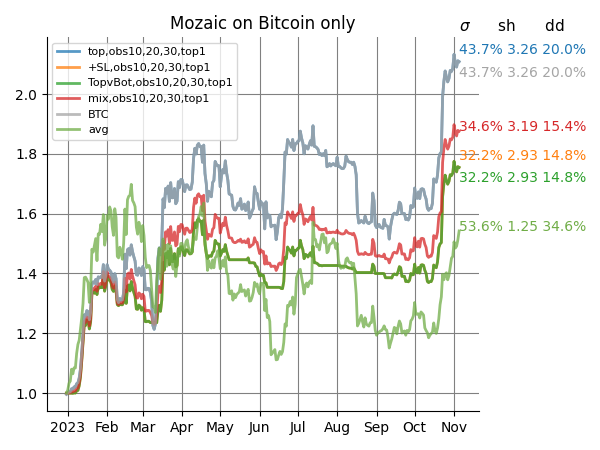 Mozaic on Bitcoin only
σ sh dd
top,obs10,20,30,top1
+SL,obs10,20,30,top1
TopvBot,obs10,20,30,top1
mix,obs10,20,30,top1
BTC
avg
43.7% 3.26 20.0%
43.7% 3.26 20.0%
34.6% 3.19 15.4%
32.2% 2.93 14.8%
32.2% 2.93 14.8%
53.6% 1.25 34.6%
2.0
1.8
1.6
1.4
1.2
1.0
2023 Feb Mar Apr May Jun Jul Aug Sep Oct Nov